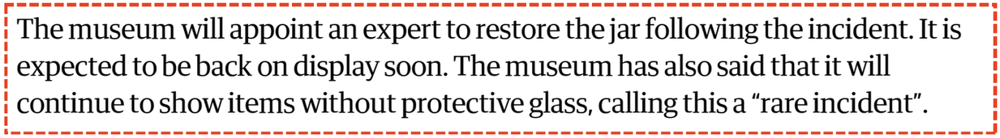 The museum will appoint an expert to restore the jar following the incident. It is
expected to be back on display soon. The museum has also said that it will
continue to show items without protective glass, calling this a “rare incident”.